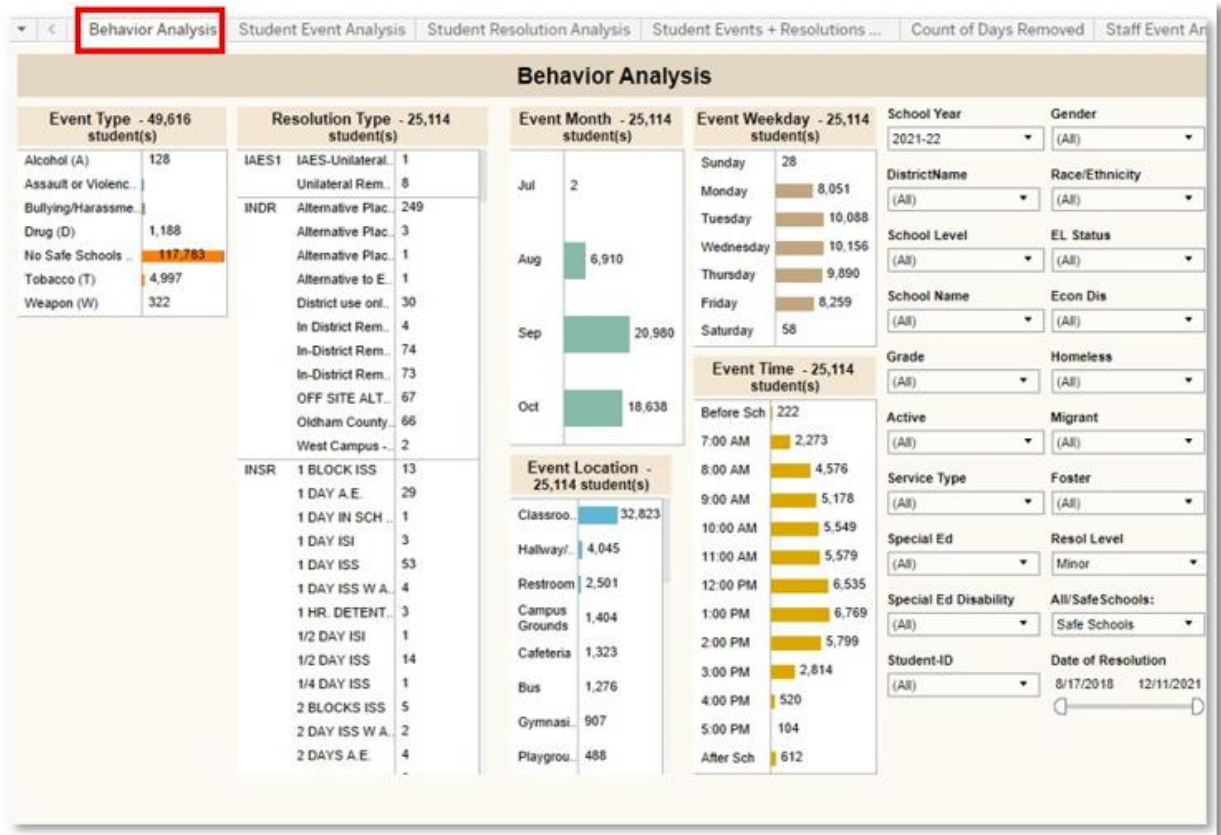 Behavior Analysis
Student Event Analysis
Student Resolution Analysis
Student Events + Resolutions ...
Count of Days Removed
Staff Event An
Behavior Analysis
Event Type - 49,616
student(s)
Alcohol (A) 128
Assault or Violenc..
Bullying/Harassme..
Drug (D) 1,188
No Safe Schools .. 117,783
Tobacco (T) 4,997
Weapon (W) 322
Resolution Type - 25,114
student(s)
IAES1 IAES-Unilateral.. 1
Unilateral Rem.. 8
INDR Alternative Plac.. 249
Alternative Plac.. 3
Alternative Plac.. 1
Alternative to E.. 1
District use onl.. 30
In District Rem.. 4
In-District Rem.. 74
In-District Rem.. 73
OFF SITE ALT.. 67
Oldham County.. 66
West Campus -.. 2
INSR 1 BLOCK ISS 13
1 DAY A.E. 29
1 DAY IN SCH .. 1
1 DAY ISI 3
1 DAY ISS 53
1 DAY ISS W A.. 4
1 HR. DETENT.. 3
1/2 DAY ISI 1
1/2 DAY ISS 14
1/4 DAY ISS 1
2 BLOCKS ISS 5
2 DAY ISS W A.. 2
2 DAYS A.E. 4
Event Month - 25,114
student(s)
Jul 2
Aug 6,910
Sep 20,980
Oct 18,638
Event Location -
25,114 student(s)
Classroo.. 32,823
Hallway/.. 4,045
Restroom 2,501
Campus
Grounds 1,404
Cafeteria 1,323
Bus 1,276
Gymnasi.. 907
Playgrou.. 488
Event Weekday - 25,114
student(s)
Sunday 28
Monday 8,051
Tuesday 10,088
Wednesday 10,156
Thursday 9,890
Friday 8,259
Saturday 58
Event Time - 25,114
student(s)
Before Sch 222
7:00 AM 2,273
8:00 AM 4,576
9:00 AM 5,178
10:00 AM 5,549
11:00 AM 5,579
12:00 PM 6,535
1:00 PM 6,769
2:00 PM 5,799
3:00 PM 2,814
4:00 PM 520
5:00 PM 104
After Sch 612
School Year
2021-22
DistrictName
(All)
School Level
(All)
School Name
(All)
Grade
(All)
Active
(All)
Service Type
(All)
Special Ed
(All)
Special Ed Disability
(All)
Student-ID
(All)
Gender
(All)
Race/Ethnicity
(All)
EL Status
(All)
Econ Dis
(All)
Homeless
(All)
Migrant
(All)
Foster
(All)
Resol Level
Minor
All/SafeSchools:
Safe Schools
Date of Resolution
8/17/2018 12/11/2021